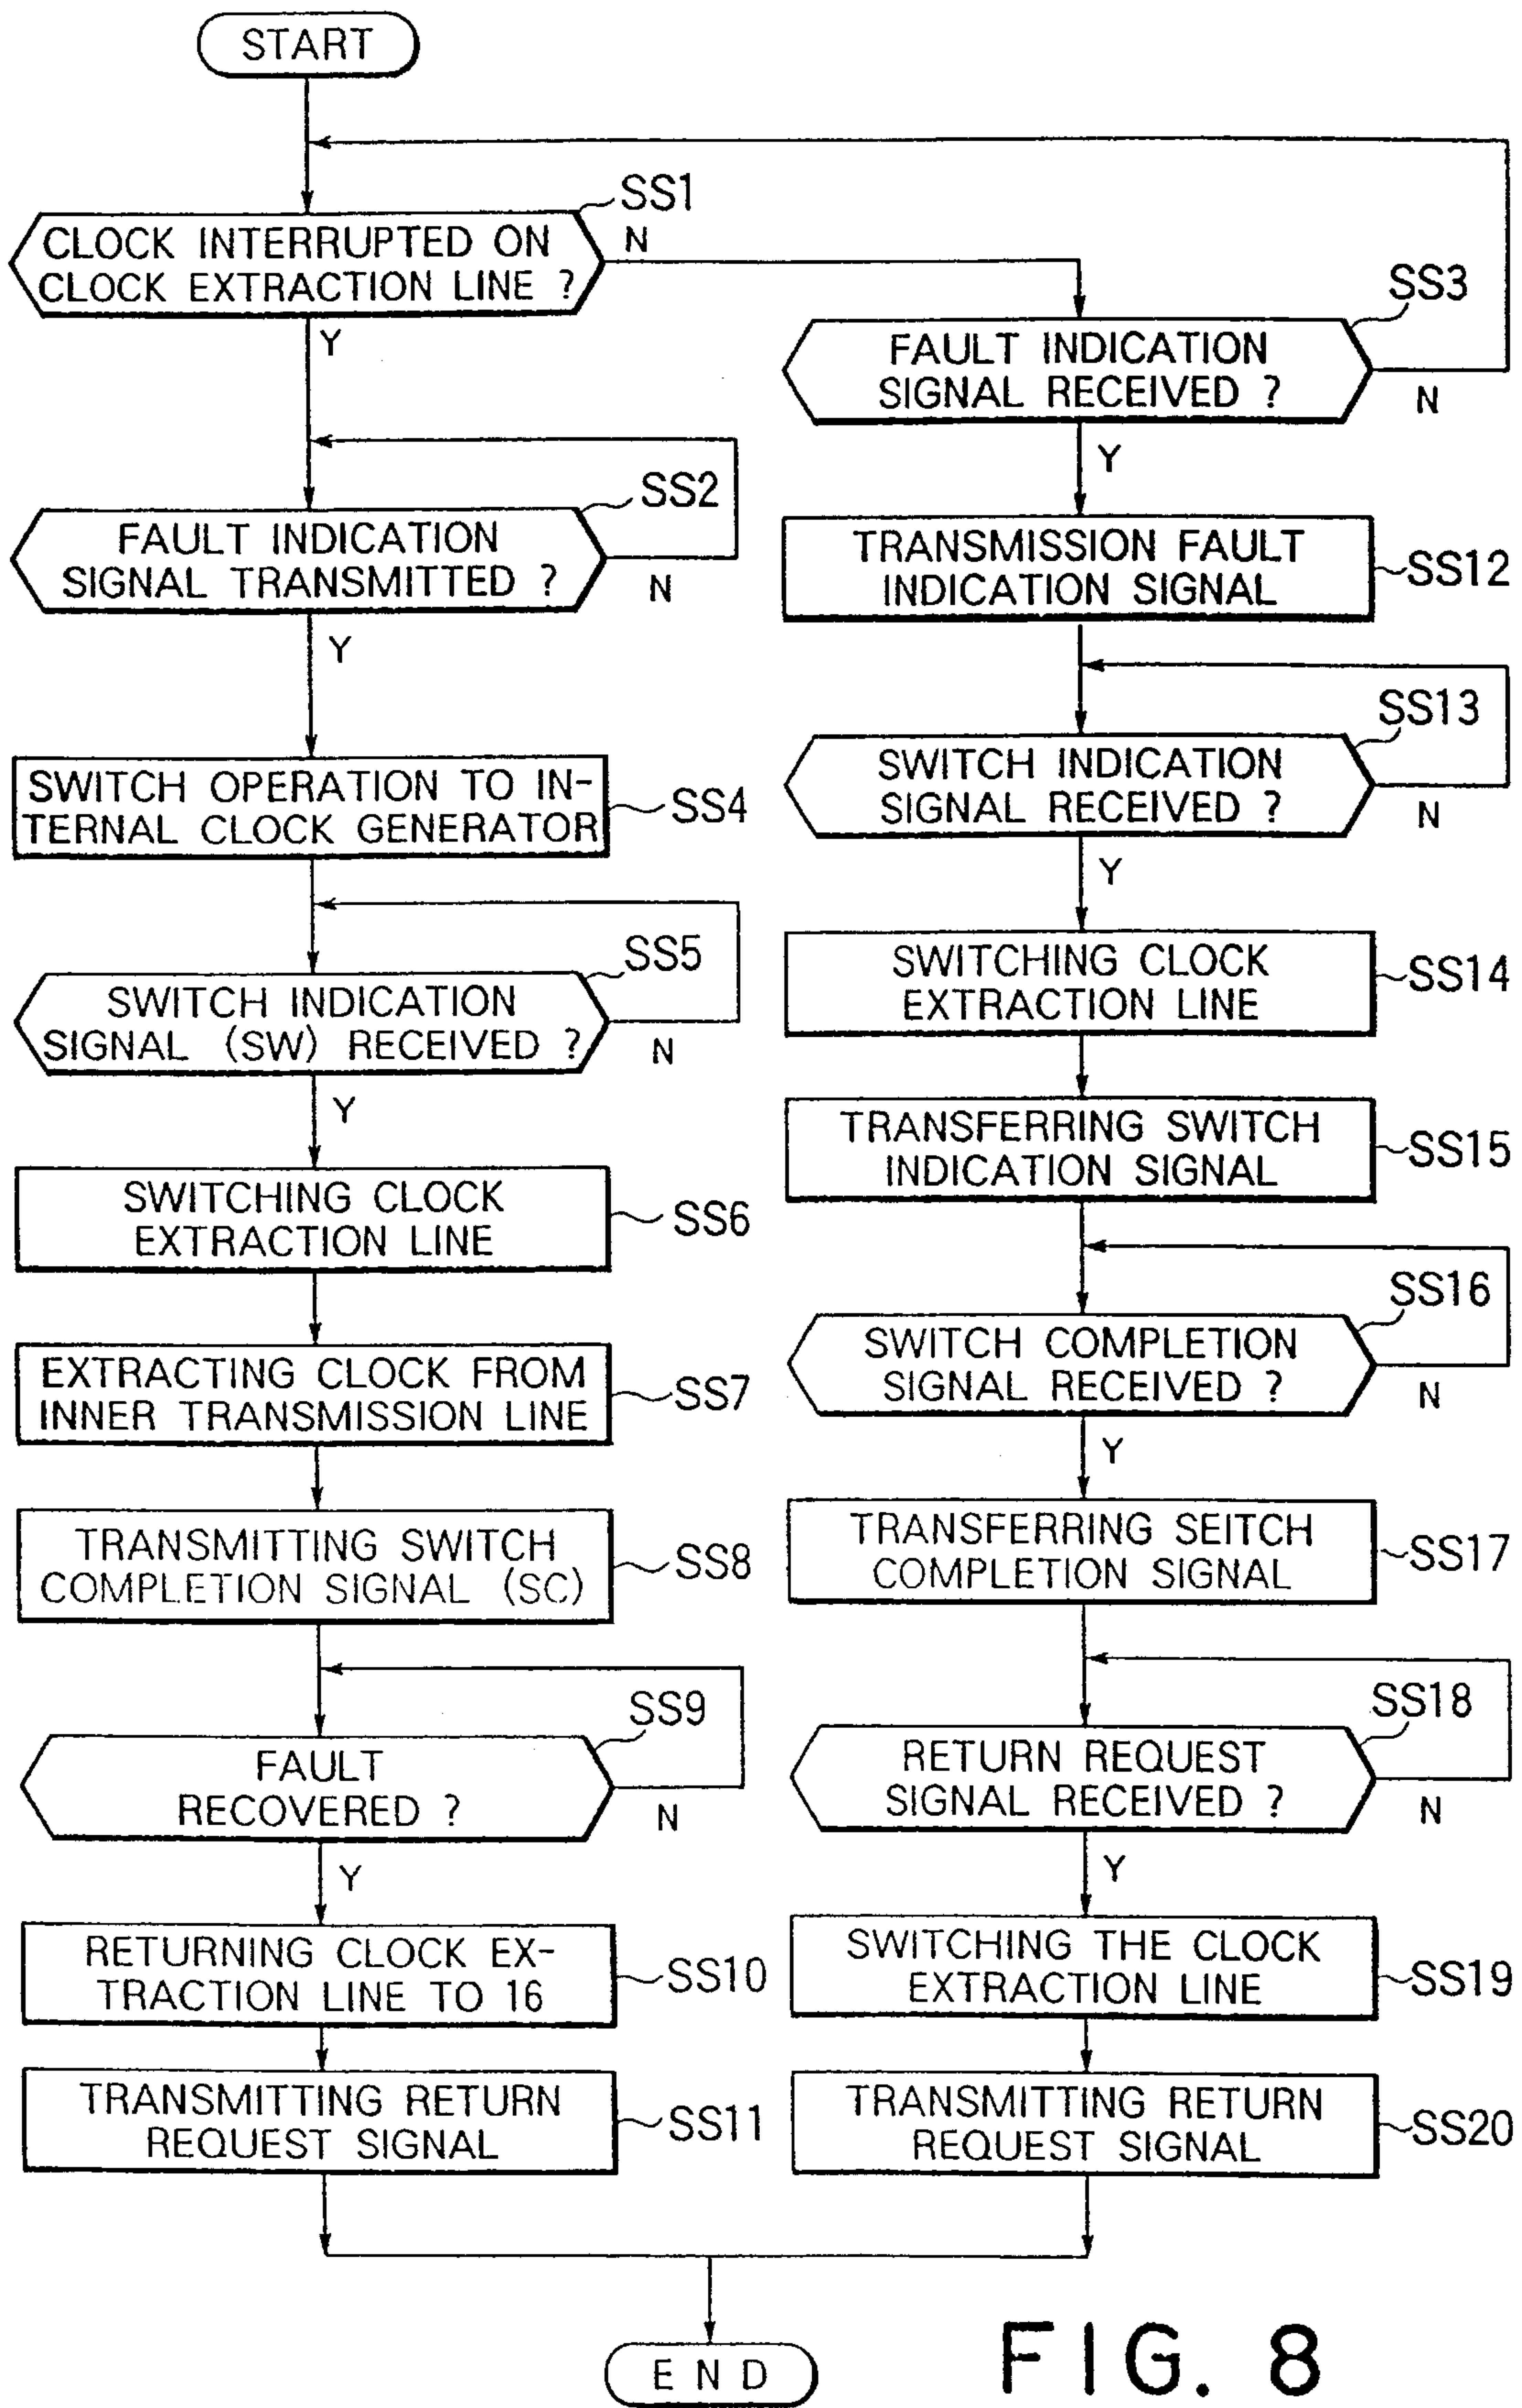 START
SS1
CLOCK INTERRUPTED ON
CLOCK EXTRACTION LINE ?
N
Y
SS2
FAULT INDICATION
SIGNAL TRANSMITTED ?
N
Y
SWITCH OPERATION TO IN-
TERNAL CLOCK GENERATOR
SS4
SS5
SWITCH INDICATION
SIGNAL (SW) RECEIVED ?
N
Y
SWITCHING CLOCK
EXTRACTION LINE
SS6
EXTRACTING CLOCK FROM
INNER TRANSMISSION LINE
SS7
TRANSMITTING SWITCH
COMPLETION SIGNAL (SC)
SS8
SS9
FAULT
RECOVERED ?
N
Y
RETURNING CLOCK EX-
TRACTION LINE TO 16
SS10
TRANSMITTING RETURN
REQUEST SIGNAL
SS11
SS3
FAULT INDICATION
SIGNAL RECEIVED ?
N
Y
TRANSMISSION FAULT
INDICATION SIGNAL
SS12
SS13
SWITCH INDICATION
SIGNAL RECEIVED ?
N
Y
SWITCHING CLOCK
EXTRACTION LINE
SS14
TRANSFERRING SWITCH
INDICATION SIGNAL
SS15
SS16
SWITCH COMPLETION
SIGNAL RECEIVED ?
N
Y
TRANSFERRING SEITCH
COMPLETION SIGNAL
SS17
SS18
RETURN REQUEST
SIGNAL RECEIVED ?
N
Y
SWITCHING THE CLOCK
EXTRACTION LINE
SS19
TRANSMITTING RETURN
REQUEST SIGNAL
SS20
END
FIG. 8